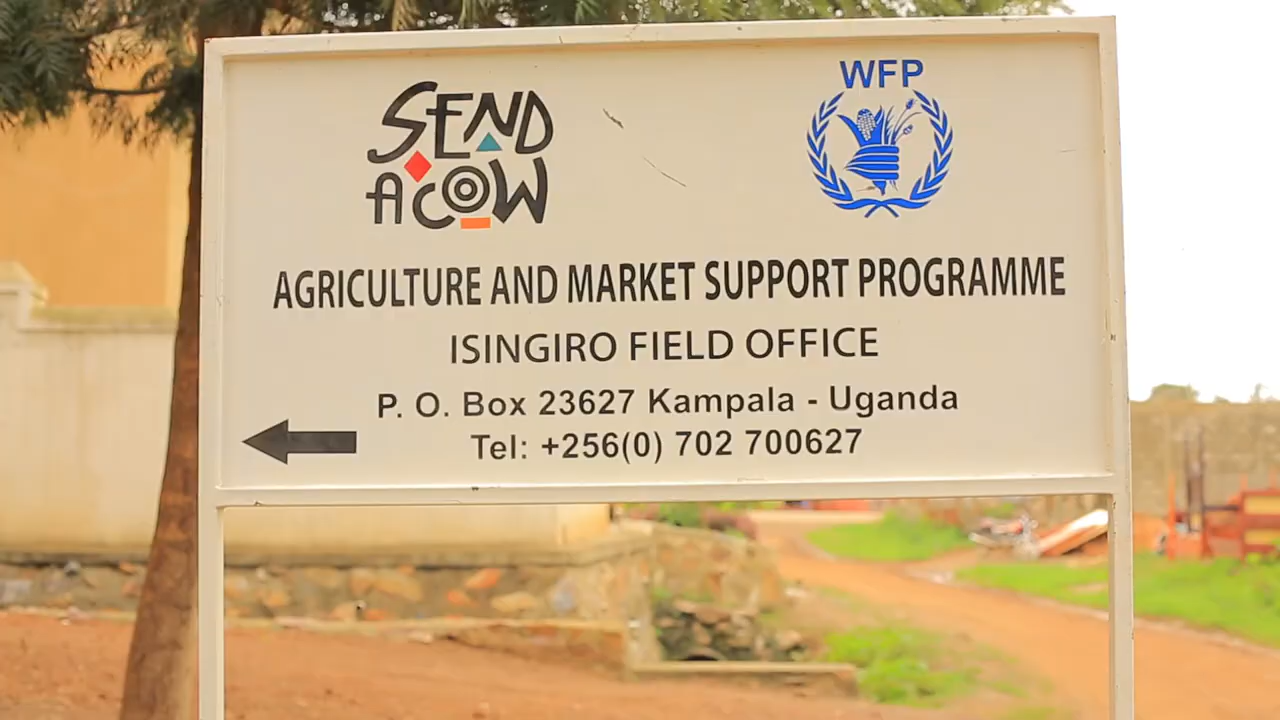 SEND
A COW
WFP
AGRICULTURE AND MARKET SUPPORT PROGRAMME
ISINGIRO FIELD OFFICE
P. O. Box 23627 Kampala - Uganda
Tel: +256(0) 702 700627